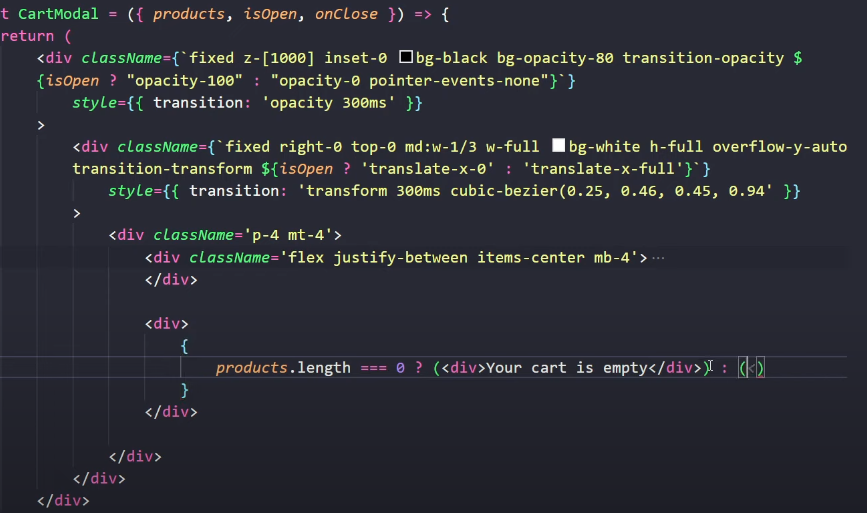 t CartModal = ({ products, isOpen, onClose }) => {
return (
<div className={`fixed z-[1000] inset-0 bg-black bg-opacity-80 transition-opacity $
{isOpen ? "opacity-100" : "opacity-0 pointer-events-none"}`}
style={{ transition: 'opacity 300ms' }}
>
<div className={`fixed right-0 top-0 md:w-1/3 w-full bg-white h-full overflow-y-auto
transition-transform ${isOpen ? 'translate-x-0' : 'translate-x-full'}`}
style={{ transition: 'transform 300ms cubic-bezier(0.25, 0.46, 0.45, 0.94' }}
>
<div className='p-4 mt-4'>
<div className='flex justify-between items-center mb-4'>···
</div>
<div>
{
products.length === 0 ? (<div>Your cart is empty</div>) : (<)
}
</div>
</div>
</div>
</div>